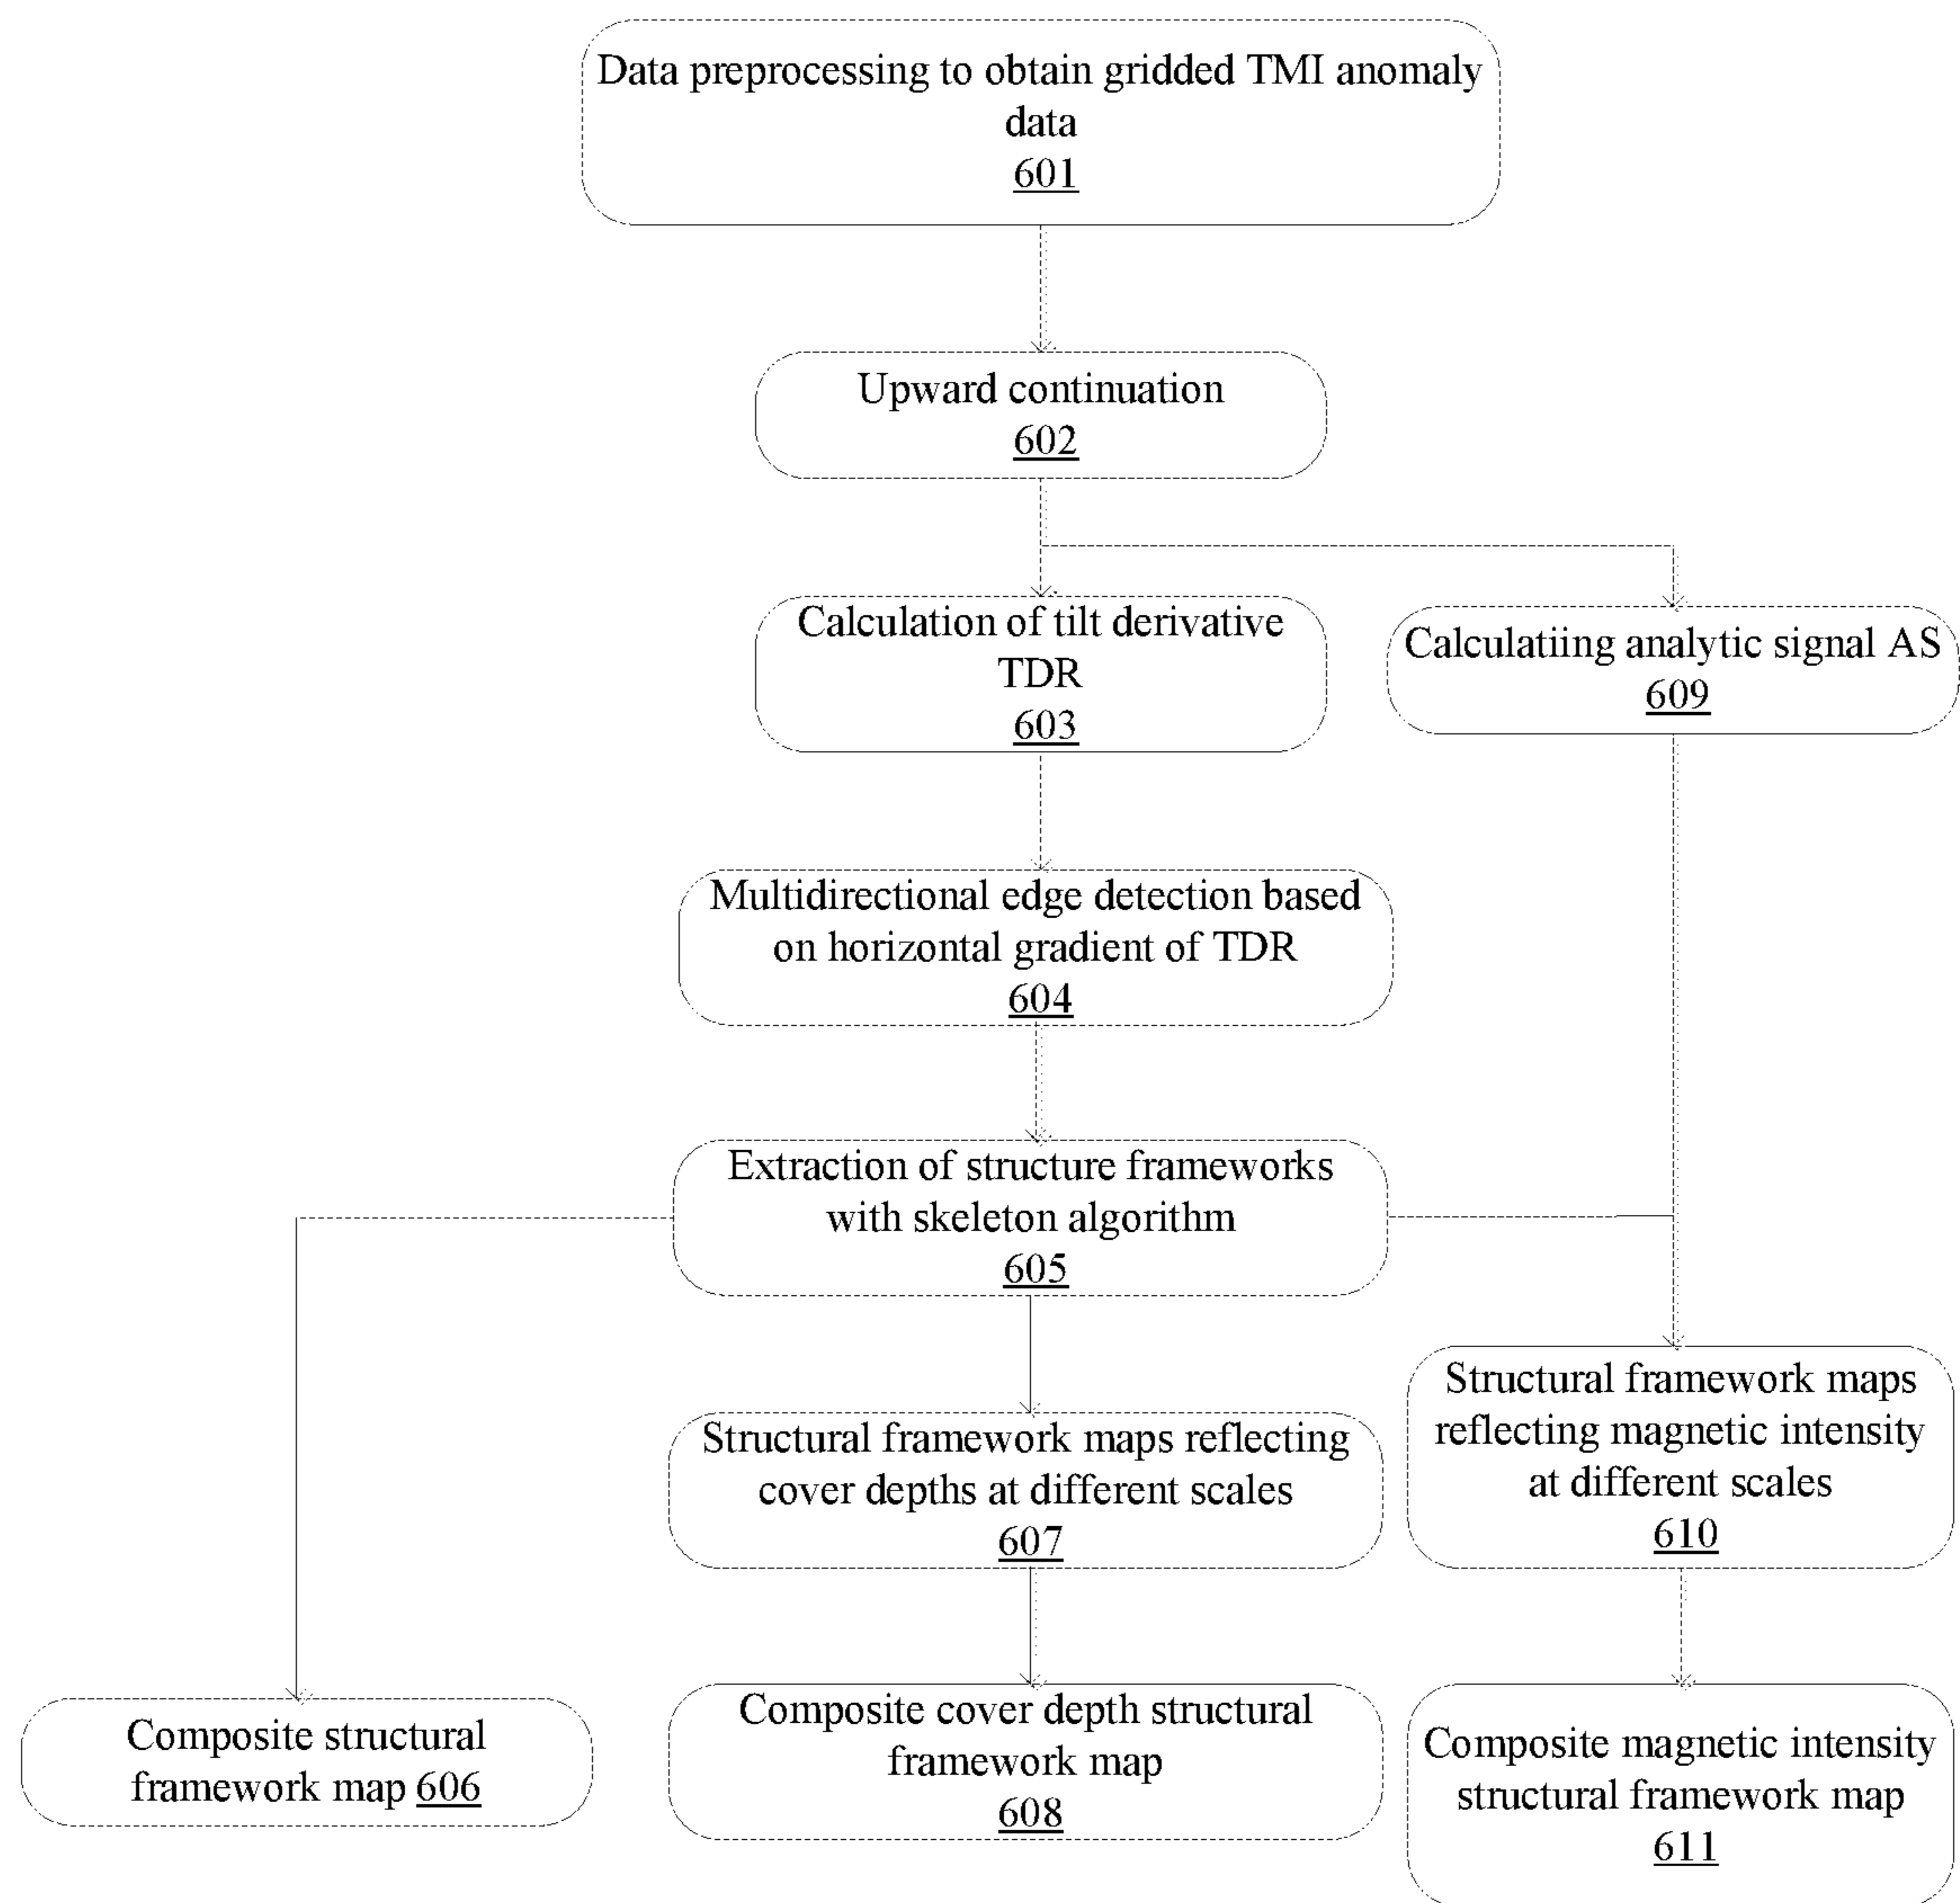 Data preprocessing to obtain gridded TMI anomaly
data
601
Upward continuation
602
Calculation of tilt derivative
TDR
603
Calculatiing analytic signal AS
609
Multidirectional edge detection based
on horizontal gradient of TDR
604
Extraction of structure frameworks
with skeleton algorithm
605
Structural framework maps reflecting
cover depths at different scales
607
Structural framework maps
reflecting magnetic intensity
at different scales
610
Composite structural
framework map 606
Composite cover depth structural
framework map
608
Composite magnetic intensity
structural framework map
611